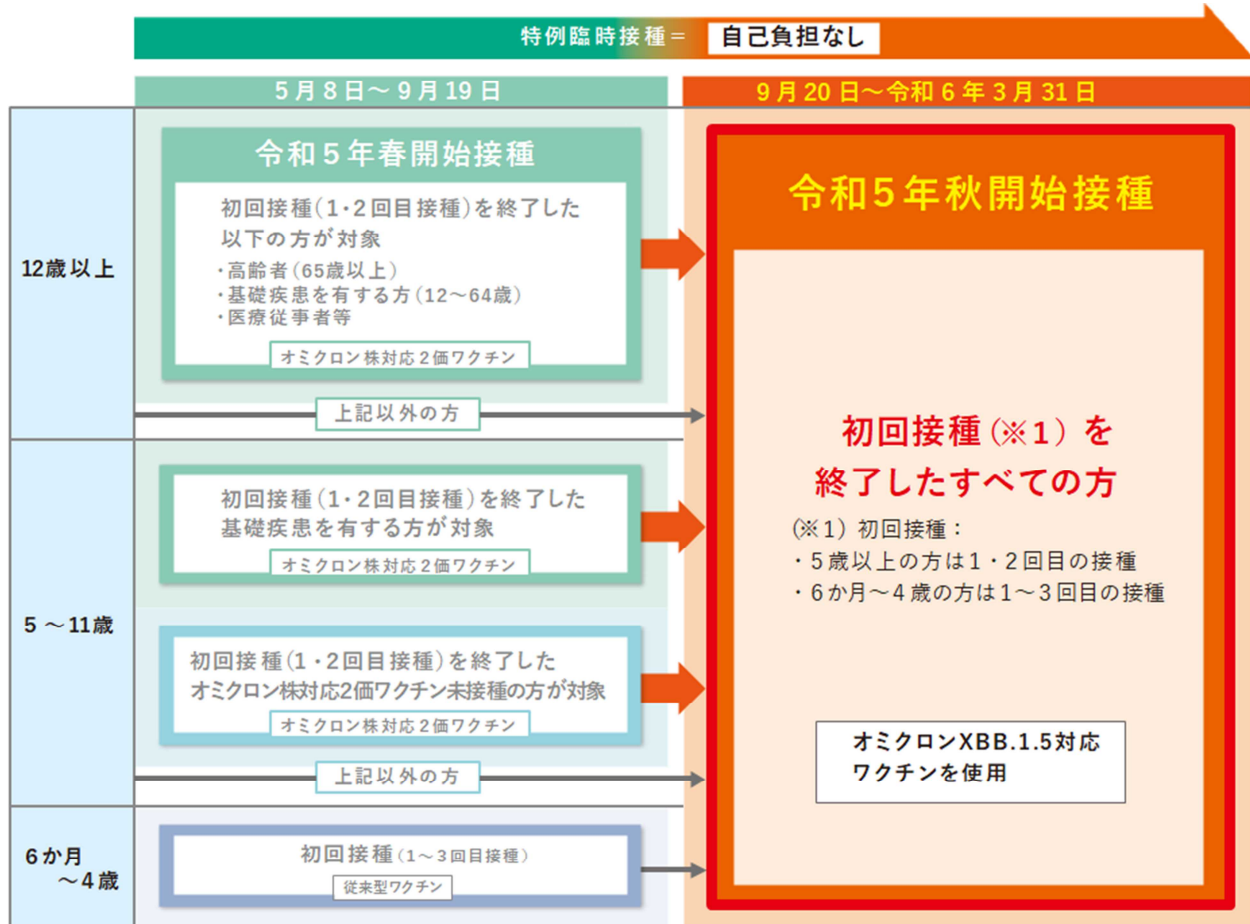 特例臨時接種＝ 自己負担なし
5月8日～9月19日
9月20日～令和6年3月31日
12歳以上
令和5年春開始接種
初回接種(1・2回目接種)を終了した
以下の方が対象
・高齢者(65歳以上)
・基礎疾患を有する方(12～64歳)
・医療従事者等
オミクロン株対応2価ワクチン
上記以外の方
5～11歳
初回接種(1・2回目接種)を終了した
基礎疾患を有する方が対象
オミクロン株対応2価ワクチン
初回接種(1・2回目接種)を終了した
オミクロン株対応2価ワクチン未接種の方が対象
オミクロン株対応2価ワクチン
上記以外の方
6か月
～4歳
初回接種(1～3回目接種)
従来型ワクチン
令和5年秋開始接種
初回接種(※1)を
終了したすべての方
(※1)初回接種：
・5歳以上の方は1・2回目の接種
・6か月～4歳の方は1～3回目の接種
オミクロンXBB.1.5対応
ワクチンを使用